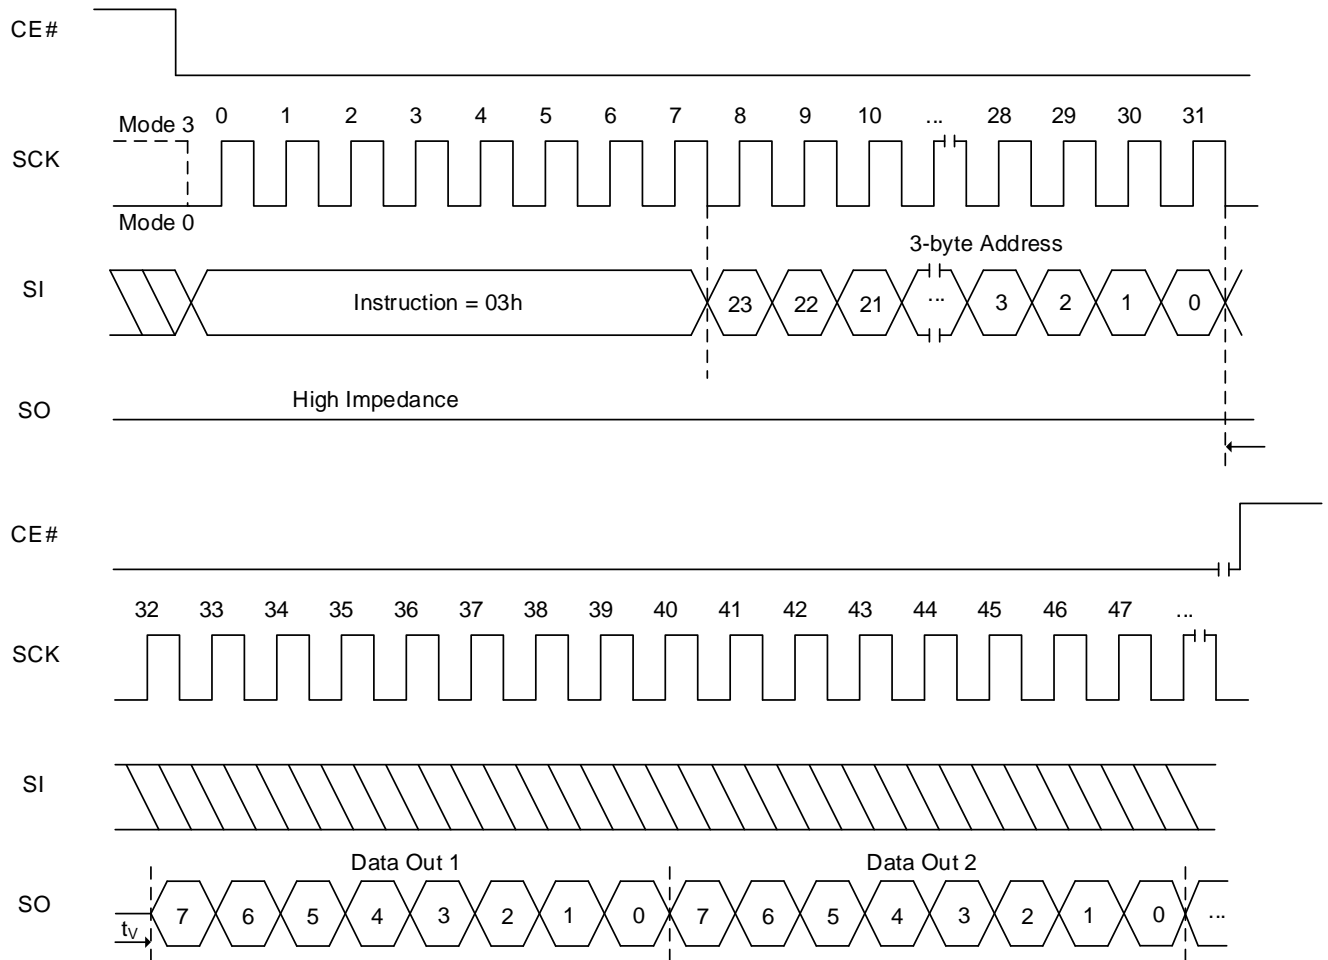 CE#
0 1 2 3 4 5 6 7 8 9 10 ... 28 29 30 31
Mode 3
SCK
Mode 0
3-byte Address
SI
Instruction = 03h 23 22 21 ... 3 2 1 0
High Impedance
SO
CE#
32 33 34 35 36 37 38 39 40 41 42 43 44 45 46 47 ...
SCK
SI
Data Out 1 Data Out 2
SO
7 6 5 4 3 2 1 0 7 6 5 4 3 2 1 0 ...
tV